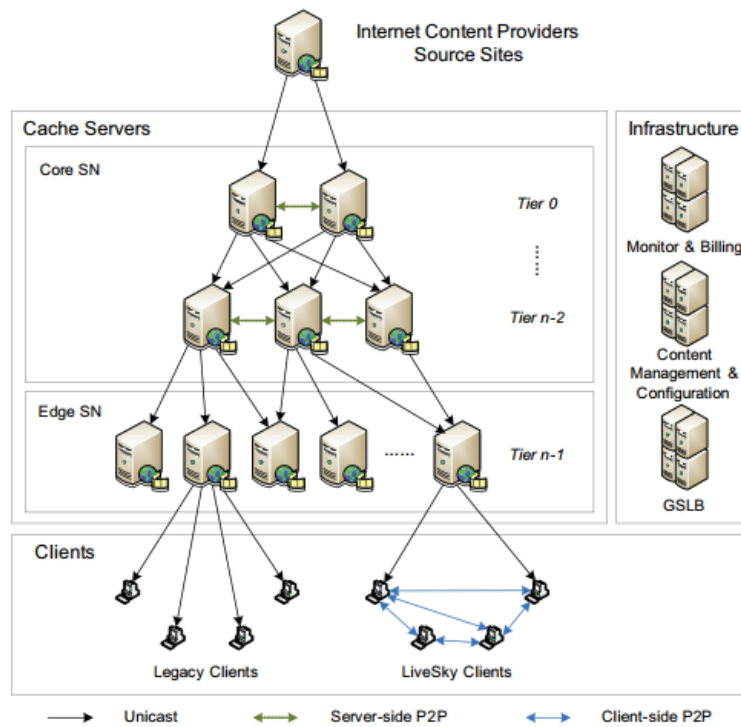 Internet Content Providers
Source Sites
Cache Servers
Infrastructure
Core SN
Tier 0
Monitor & Billing
Tier n-2
Content
Management &
Configuration
Edge SN
......
Tier n-1
GSLB
Clients
Legacy Clients
LiveSky Clients
Unicast
Server-side P2P
Client-side P2P